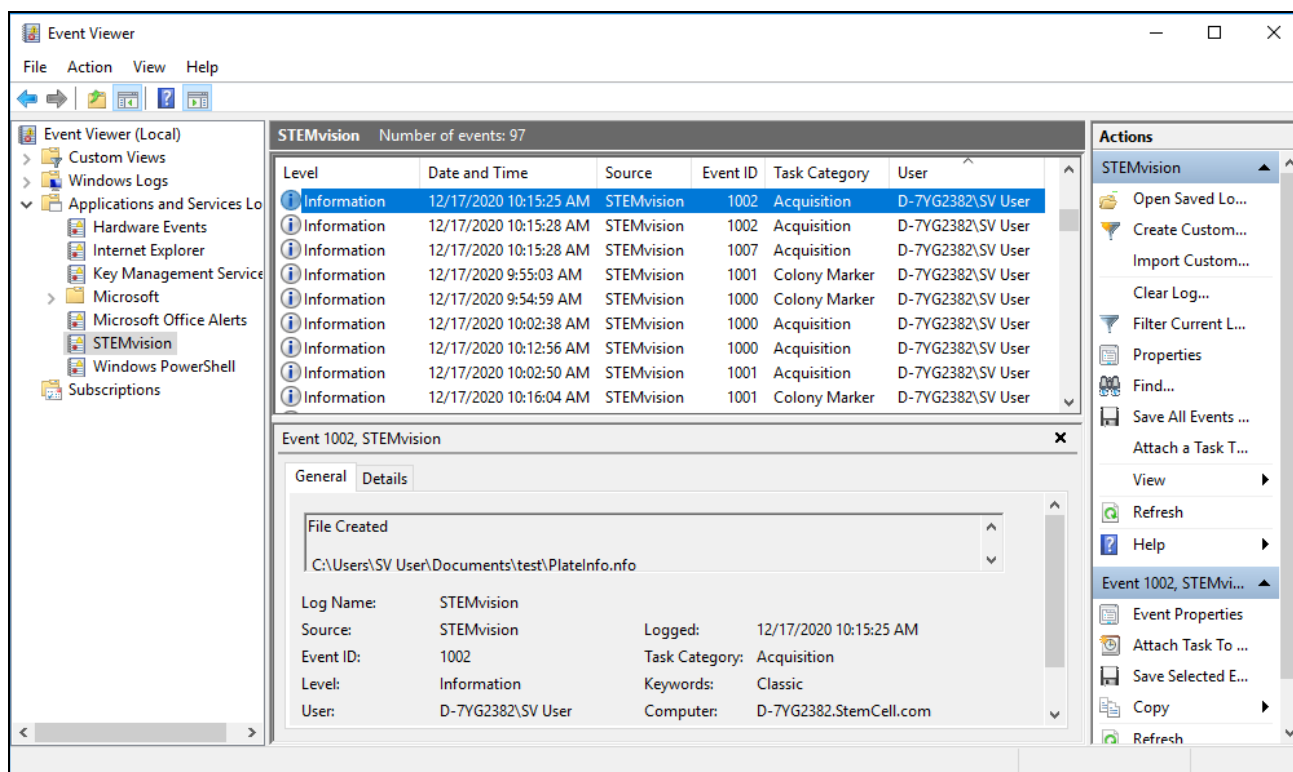 Event Viewer
File Action View Help
Event Viewer (Local)
Custom Views
Windows Logs
Applications and Services Lo
Hardware Events
Internet Explorer
Key Management Service
Microsoft
Microsoft Office Alerts
STEMvision
Windows PowerShell
Subscriptions
STEMvision Number of events: 97
Level Date and Time Source Event ID Task Category User
Information 12/17/2020 10:15:25 AM STEMvision 1002 Acquisition D-7YG2382\SV User
Information 12/17/2020 10:15:28 AM STEMvision 1002 Acquisition D-7YG2382\SV User
Information 12/17/2020 10:15:28 AM STEMvision 1007 Acquisition D-7YG2382\SV User
Information 12/17/2020 9:55:03 AM STEMvision 1001 Colony Marker D-7YG2382\SV User
Information 12/17/2020 9:54:59 AM STEMvision 1000 Colony Marker D-7YG2382\SV User
Information 12/17/2020 10:02:38 AM STEMvision 1000 Acquisition D-7YG2382\SV User
Information 12/17/2020 10:12:56 AM STEMvision 1000 Acquisition D-7YG2382\SV User
Information 12/17/2020 10:02:50 AM STEMvision 1001 Acquisition D-7YG2382\SV User
Information 12/17/2020 10:16:04 AM STEMvision 1001 Colony Marker D-7YG2382\SV User
Event 1002, STEMvision
General Details
File Created
C:\Users\SV User\Documents\test\PlateInfo.nfo
Log Name: STEMvision
Source: STEMvision Logged: 12/17/2020 10:15:25 AM
Event ID: 1002 Task Category: Acquisition
Level: Information Keywords: Classic
User: D-7YG2382\SV User Computer: D-7YG2382.StemCell.com
Actions
STEMvision
Open Saved Lo...
Create Custom...
Import Custom...
Clear Log...
Filter Current L...
Properties
Find...
Save All Events ...
Attach a Task T...
View
Refresh
Help
Event 1002, STEMvi...
Event Properties
Attach Task To ...
Save Selected E...
Copy
Refresh